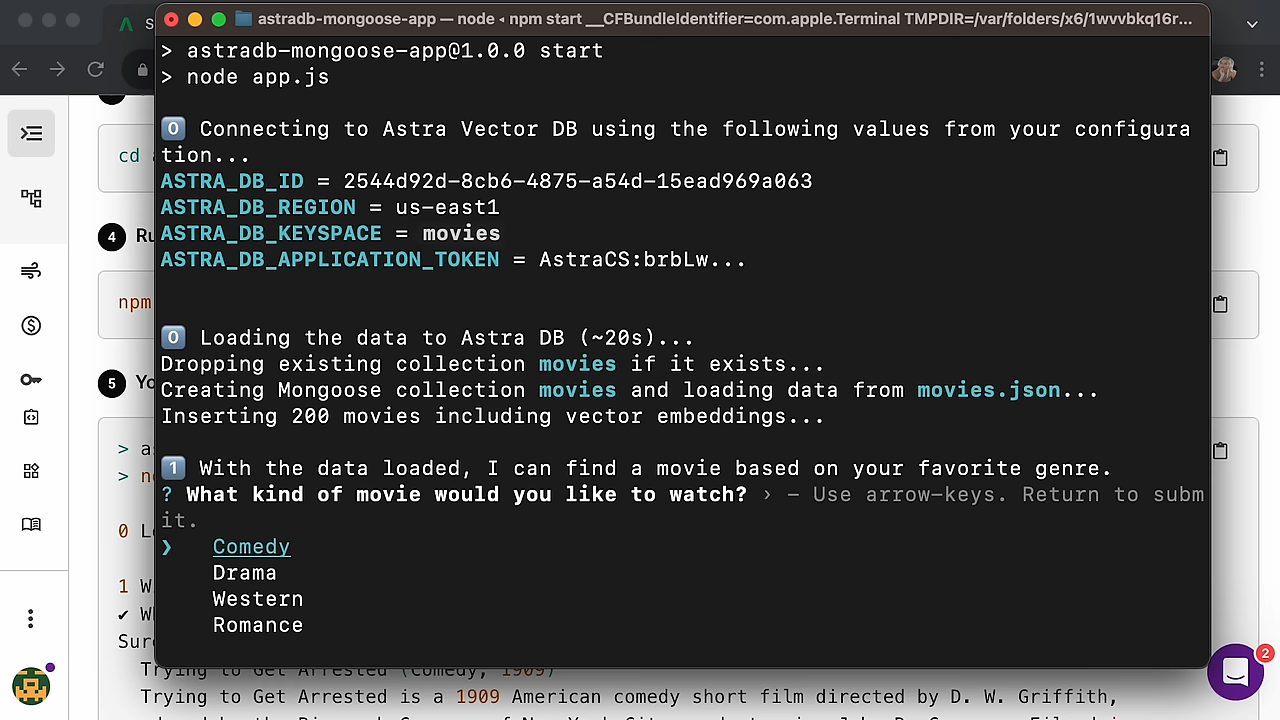 S
astradb-mongoose-app — node ◂ npm start __CFBundleIdentifier=com.apple.Terminal TMPDIR=/var/folders/x6/1wvvbkq16r...
> astradb-mongoose-app@1.0.0 start
> node app.js
0 Connecting to Astra Vector DB using the following values from your configura
tion...
ASTRA_DB_ID = 2544d92d-8cb6-4875-a54d-15ead969a063
ASTRA_DB_REGION = us-east1
ASTRA_DB_KEYSPACE = movies
ASTRA_DB_APPLICATION_TOKEN = AstraCS:brbLw...
0 Loading the data to Astra DB (~20s)...
Dropping existing collection movies if it exists...
Creating Mongoose collection movies and loading data from movies.json...
Inserting 200 movies including vector embeddings...
1 With the data loaded, I can find a movie based on your favorite genre.
? What kind of movie would you like to watch? › – Use arrow-keys. Return to subm
it.
❯ Comedy
Drama
Western
Romance
cd
4 Ru
npm
5 Yo
> a
> n
0 L
1 W
✔ W
Sur
Trying to Get Arrested (Comedy, 1909)
Trying to Get Arrested is a 1909 American comedy short film directed by D. W. Griffith,
2